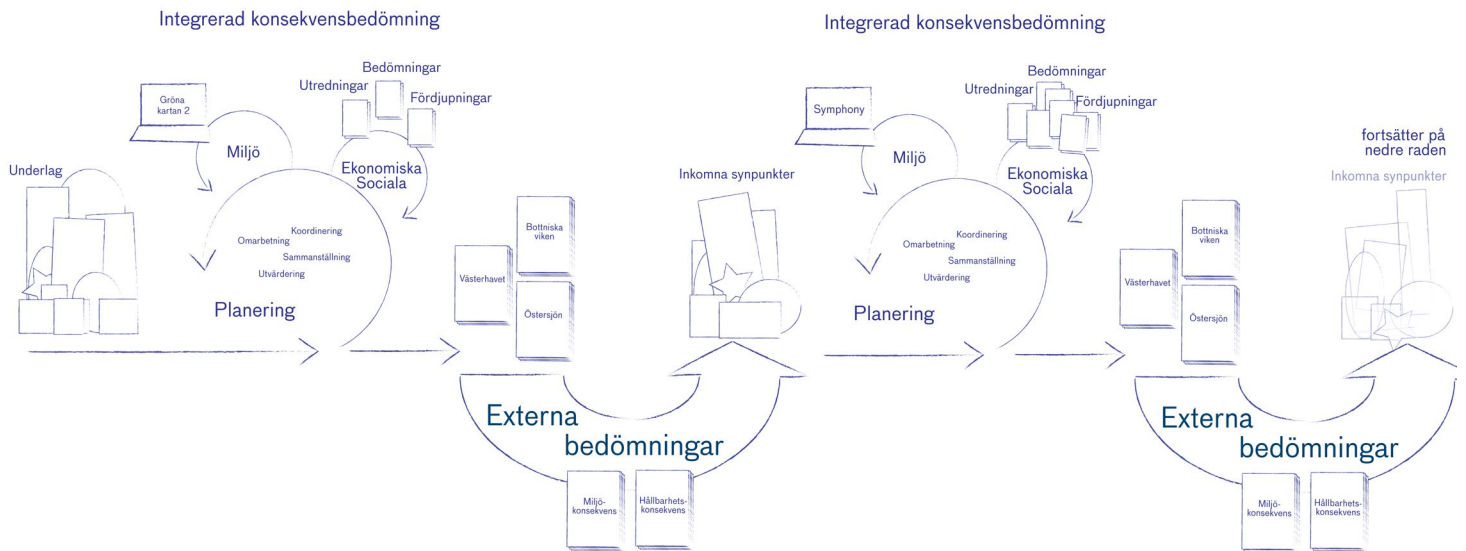 Integrerad konsekvensbedömning
Bedömningar
Utredningar
Fördjupningar
Gröna
kartan 2
Miljö
Ekonomiska
Sociala
Underlag
Koordinering
Omarbetning
Sammanställning
Utvärdering
Planering
Bottniska
viken
Västerhavet
Östersjön
Externa
bedömningar
Miljö-
konsekvens
Hållbarhets-
konsekvens
Inkomna synpunkter
Integrerad konsekvensbedömning
Bedömningar
Utredningar
Fördjupningar
Symphony
Miljö
Ekonomiska
Sociala
Koordinering
Omarbetning
Sammanställning
Utvärdering
Planering
Bottniska
viken
Västerhavet
Östersjön
Externa
bedömningar
Miljö-
konsekvens
Hållbarhets-
konsekvens
fortsätter på
nedre raden
Inkomna synpunkter